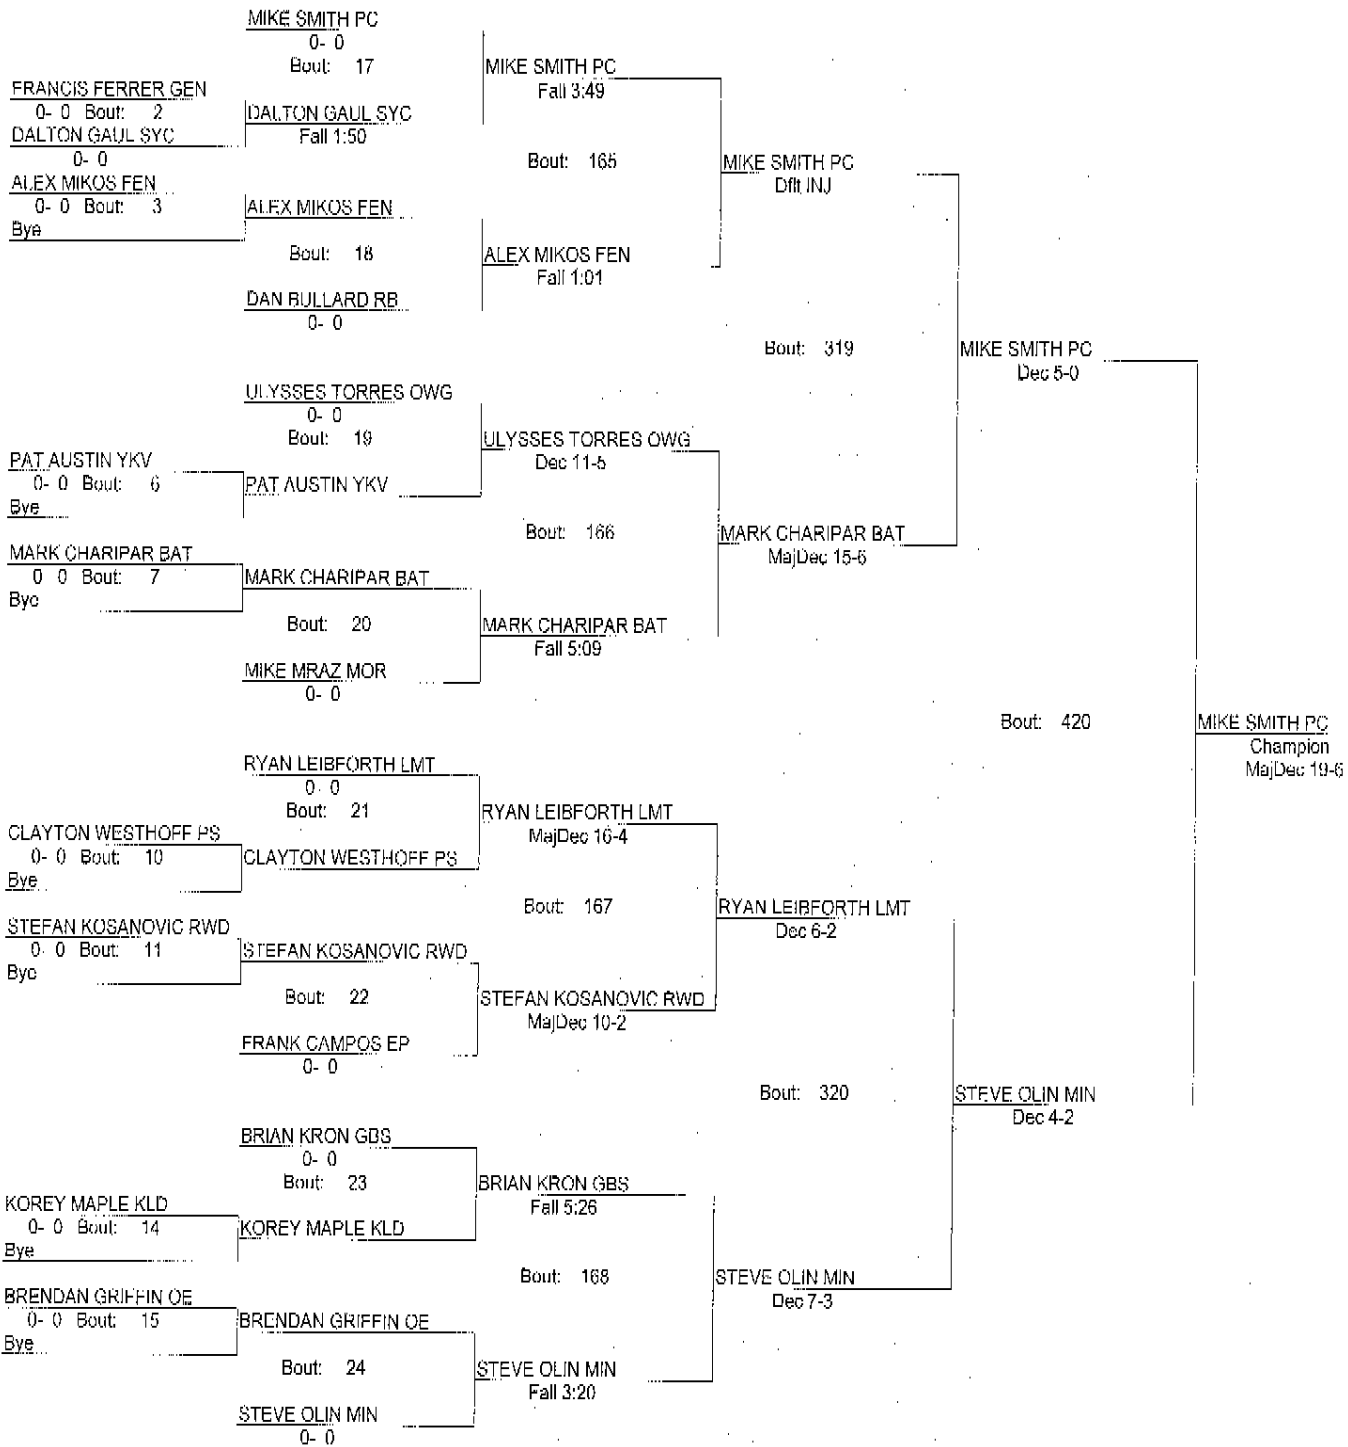 MIKE SMITH PC
0- 0
Bout: 17
MIKE SMITH PC
Fall 3:49
FRANCIS FERRER GEN
0- 0 Bout: 2
DALTON GAUL SYC
Fall 1:50
DALTON GAUL SYC
0- 0
Bout: 165
MIKE SMITH PC
Dflt INJ
ALEX MIKOS FEN
0- 0 Bout: 3
Bye
ALEX MIKOS FEN
Bout: 18
ALEX MIKOS FEN
Fall 1:01
DAN BULLARD RB
0- 0
Bout: 319
MIKE SMITH PC
Dec 5-0
ULYSSES TORRES OWG
0- 0
Bout: 19
ULYSSES TORRES OWG
Dec 11-5
PAT AUSTIN YKV
0- 0 Bout: 6
Bye
PAT AUSTIN YKV
Bout: 166
MARK CHARIPAR BAT
MajDec 15-6
MARK CHARIPAR BAT
0 0 Bout: 7
Bye
MARK CHARIPAR BAT
Bout: 20
MARK CHARIPAR BAT
Fall 5:09
MIKE MRAZ MOR
0- 0
Bout: 420
MIKE SMITH PC
Champion
MajDec 19-6
RYAN LEIBFORTH LMT
0- 0
Bout: 21
RYAN LEIBFORTH LMT
MajDec 16-4
CLAYTON WESTHOFF PS
0- 0 Bout: 10
Bye
CLAYTON WESTHOFF PS
Bout: 167
RYAN LEIBFORTH LMT
Dec 6-2
STEFAN KOSANOVIC RWD
0- 0 Bout: 11
Bye
STEFAN KOSANOVIC RWD
Bout: 22
STEFAN KOSANOVIC RWD
MajDec 10-2
FRANK CAMPOS EP
0- 0
Bout: 320
STEVE OLIN MIN
Dec 4-2
BRIAN KRON GBS
0- 0
Bout: 23
BRIAN KRON GBS
Fall 5:26
KOREY MAPLE KLD
0- 0 Bout: 14
Bye
KOREY MAPLE KLD
Bout: 168
STEVE OLIN MIN
Dec 7-3
BRENDAN GRIFFIN OE
0- 0 Bout: 15
Bye
BRENDAN GRIFFIN OE
Bout: 24
STEVE OLIN MIN
Fall 3:20
STEVE OLIN MIN
0- 0